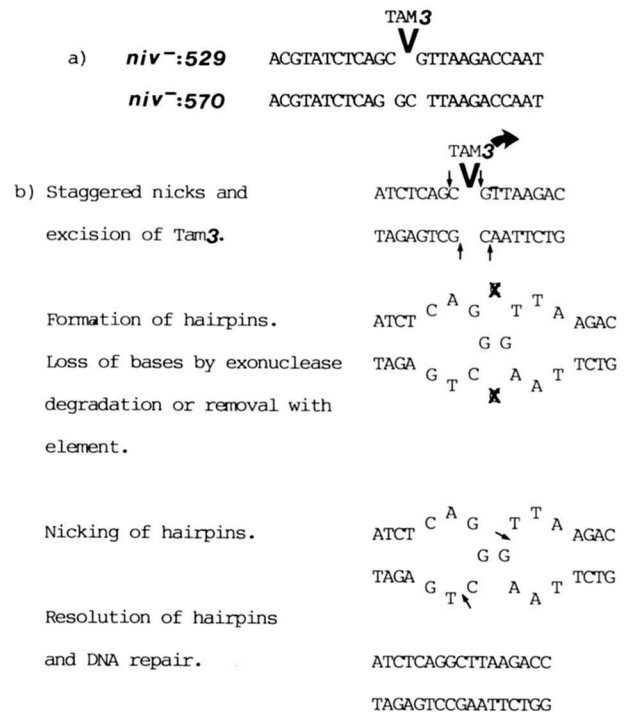 TAM3
a) niv⁻:529 ACGTATCTCAGC V GTTAAGACCAAT
niv⁻:570 ACGTATCTCAG GC TTAAGACCAAT
TAM3
b) Staggered nicks and ATCTCAGC V GTTAAGAC
excision of Tam3. TAGAGTCG CAATTCTG
Formation of hairpins. ATCT C A G X T T A AGAC
G G
Loss of bases by exonuclease TAGA G T C X A A T TCTG
degradation or removal with
element.
Nicking of hairpins. ATCT C A G T T A AGAC
G G
TAGA G T C A A T TCTG
Resolution of hairpins
and DNA repair. ATCTCAGGCTTAAGACC
TAGAGTCCGAATTCTGG